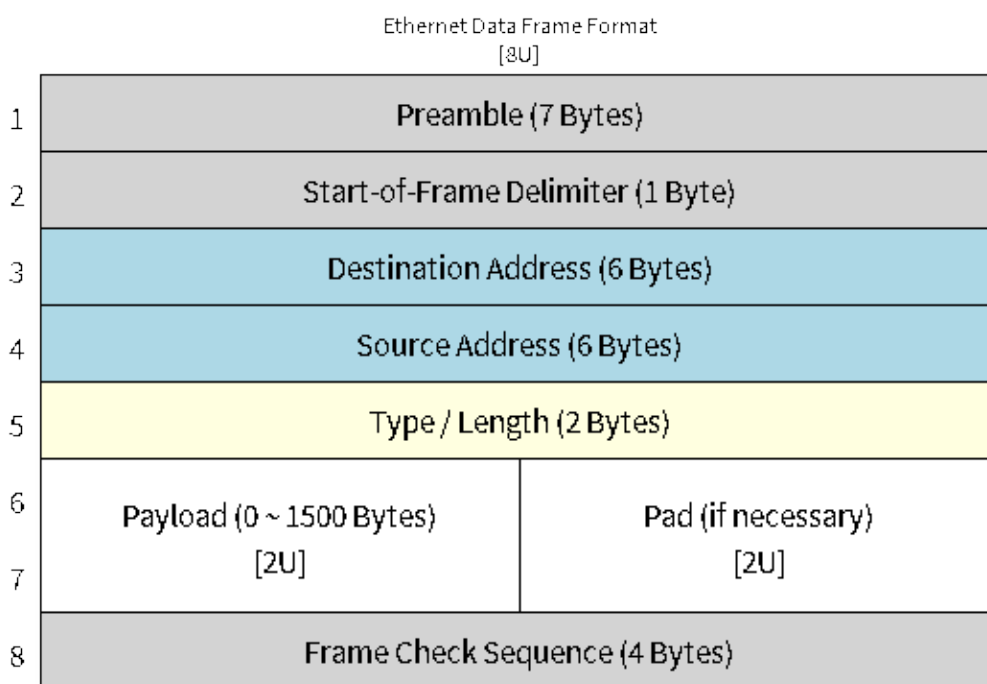 Ethernet Data Frame Format
[8U]
1
Preamble (7 Bytes)
2
Start-of-Frame Delimiter (1 Byte)
3
Destination Address (6 Bytes)
4
Source Address (6 Bytes)
5
Type / Length (2 Bytes)
6
Payload (0 ~ 1500 Bytes)
[2U]
Pad (if necessary)
[2U]
7
8
Frame Check Sequence (4 Bytes)